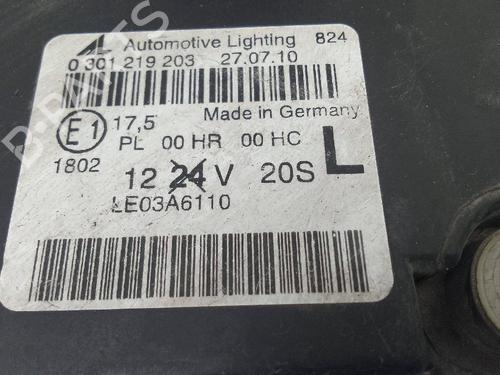 AL Automotive Lighting 824
0 301 219 203 27.07.10
E1 17,5 Made in Germany
PL 00 HR 00 HC
1802
12 24 V 20S L
LE03A6110
B-PARTS